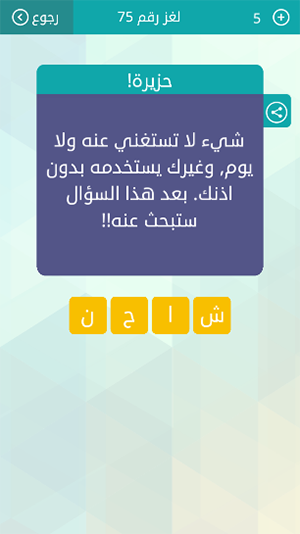 5 لغز رقم 75 رجوع
حزيرة!
شيء لا تستغني عنه ولا
يوم, وغيرك يستخدمه بدون
اذنك. بعد هذا السؤال
ستبحث عنه!!
ش ا ح ن